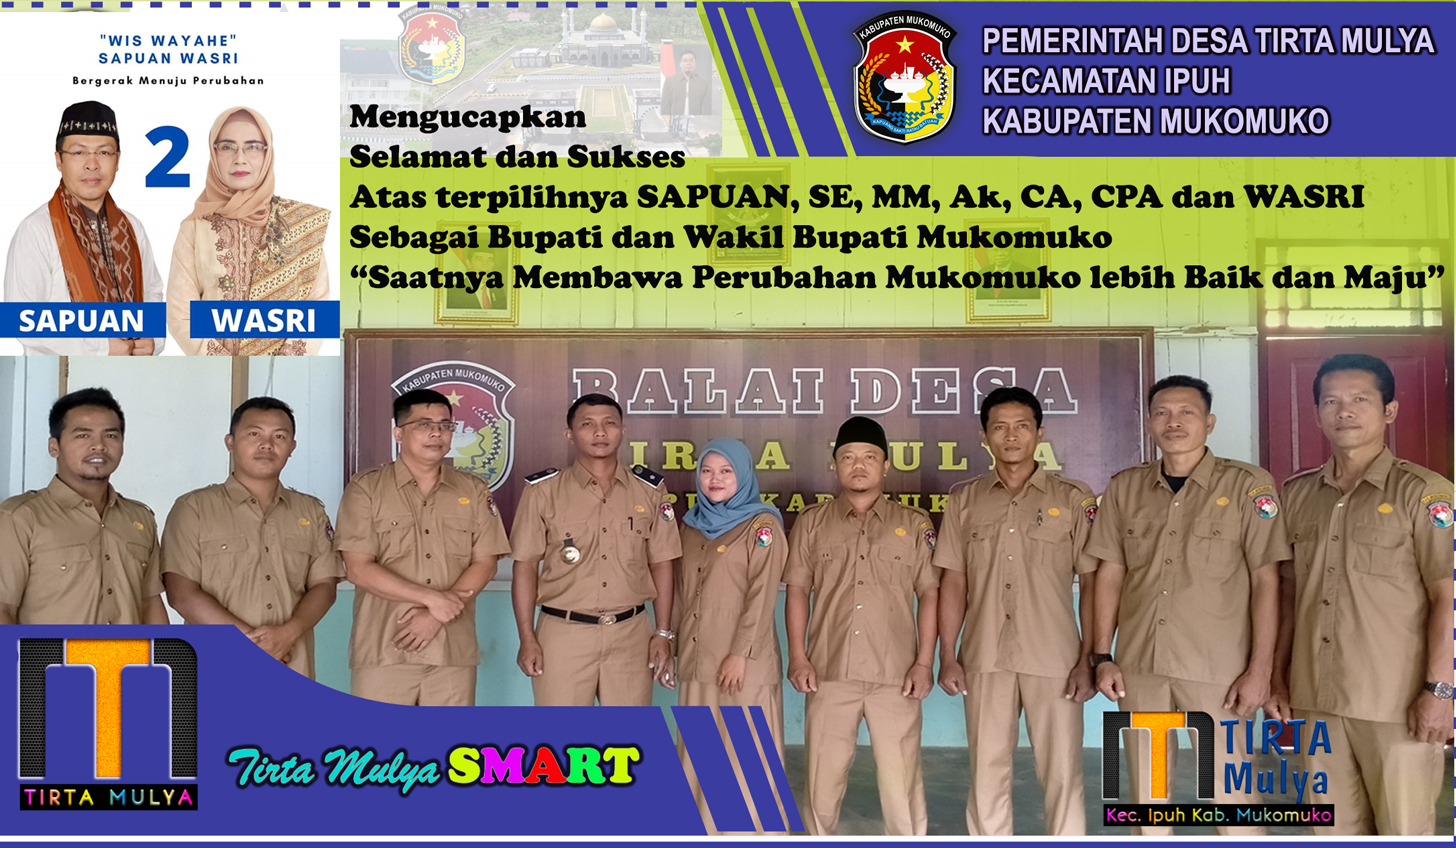 "WIS WAYAHE"
SAPUAN WASRI
Bergerak Menuju Perubahan
2
SAPUAN
WASRI
KABUPATEN MUKOMUKO
PEMERINTAH DESA TIRTA MULYA
KECAMATAN IPUH
KABUPATEN MUKOMUKO
Mengucapkan
Selamat dan Sukses
Atas terpilihnya SAPUAN, SE, MM, Ak, CA, CPA dan WASRI
Sebagai Bupati dan Wakil Bupati Mukomuko
“Saatnya Membawa Perubahan Mukomuko lebih Baik dan Maju”
KABUPATEN MUKOMUKO
BALAI DESA
TIRTA MULYA
TIRTA MULYA
Tirta Mulya SMART
TIRTA
Mulya
Kec. Ipuh Kab. Mukomuko